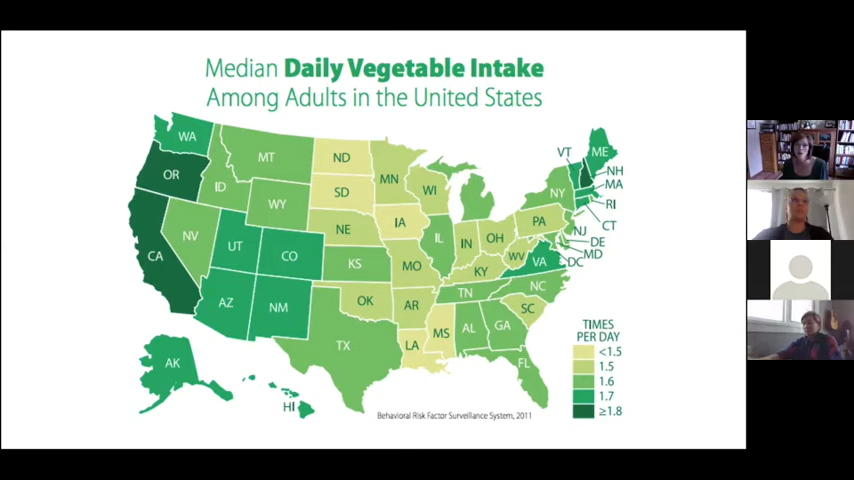 Median Daily Vegetable Intake
Among Adults in the United States
WA
OR
CA
ID
NV
MT
WY
UT
AZ
CO
NM
ND
SD
NE
KS
OK
TX
MN
IA
MO
AR
LA
WI
IL
MS
IN
OH
KY
TN
AL
GA
FL
SC
NC
WV
VA
PA
NY
VT
ME
NH
MA
RI
CT
NJ
DE
MD
DC
AK
HI
TIMES
PER DAY
<1.5
1.5
1.6
1.7
≥1.8
Behavioral Risk Factor Surveillance System, 2011